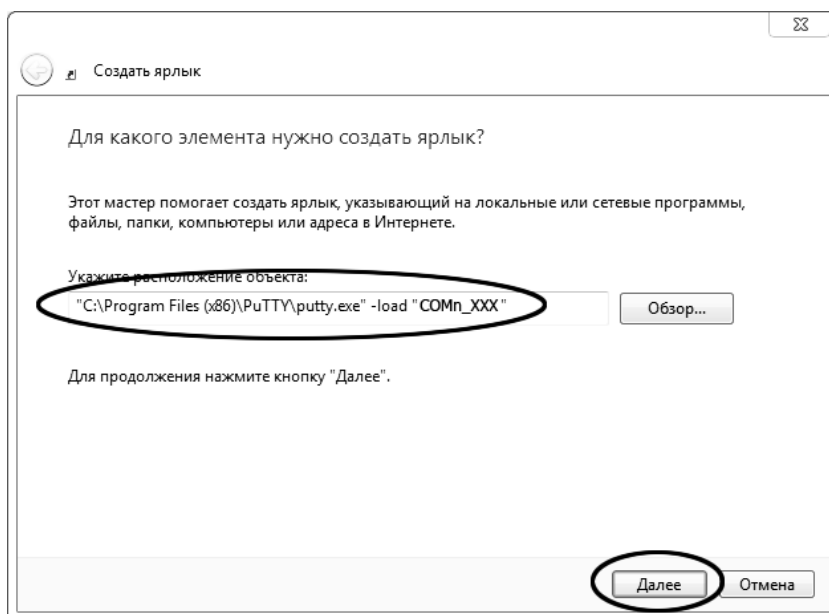 Создать ярлык
Для какого элемента нужно создать ярлык?
Этот мастер помогает создать ярлык, указывающий на локальные или сетевые программы,
файлы, папки, компьютеры или адреса в Интернете.
Укажите расположение объекта:
"C:\Program Files (x86)\PuTTY\putty.exe" -load "COMn_XXX"
Обзор...
Для продолжения нажмите кнопку "Далее".
Далее
Отмена